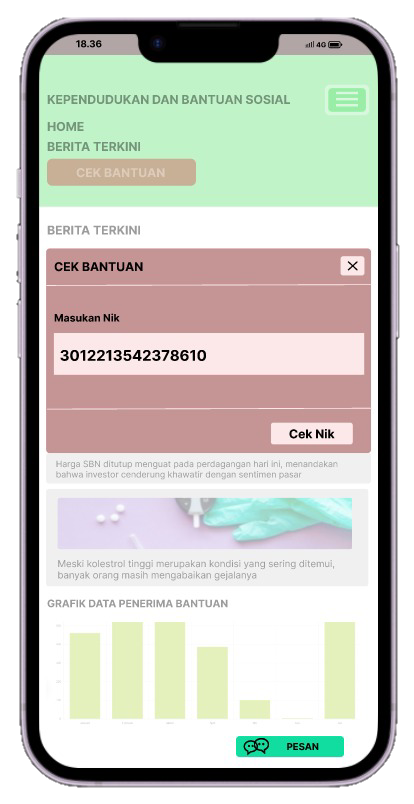 18.36
4G
KEPENDUDUKAN DAN BANTUAN SOSIAL
HOME
BERITA TERKINI
CEK BANTUAN
BERITA TERKINI
CEK BANTUAN
Masukan Nik
3012213542378610
Cek Nik
Harga SBN ditutup menguat pada perdagangan hari ini, menandakan
bahwa investor cenderung khawatir dengan sentimen pasar
Meski kolestrol tinggi merupakan kondisi yang sering ditemui,
banyak orang masih mengabaikan gejalanya
GRAFIK DATA PENERIMA BANTUAN
PESAN